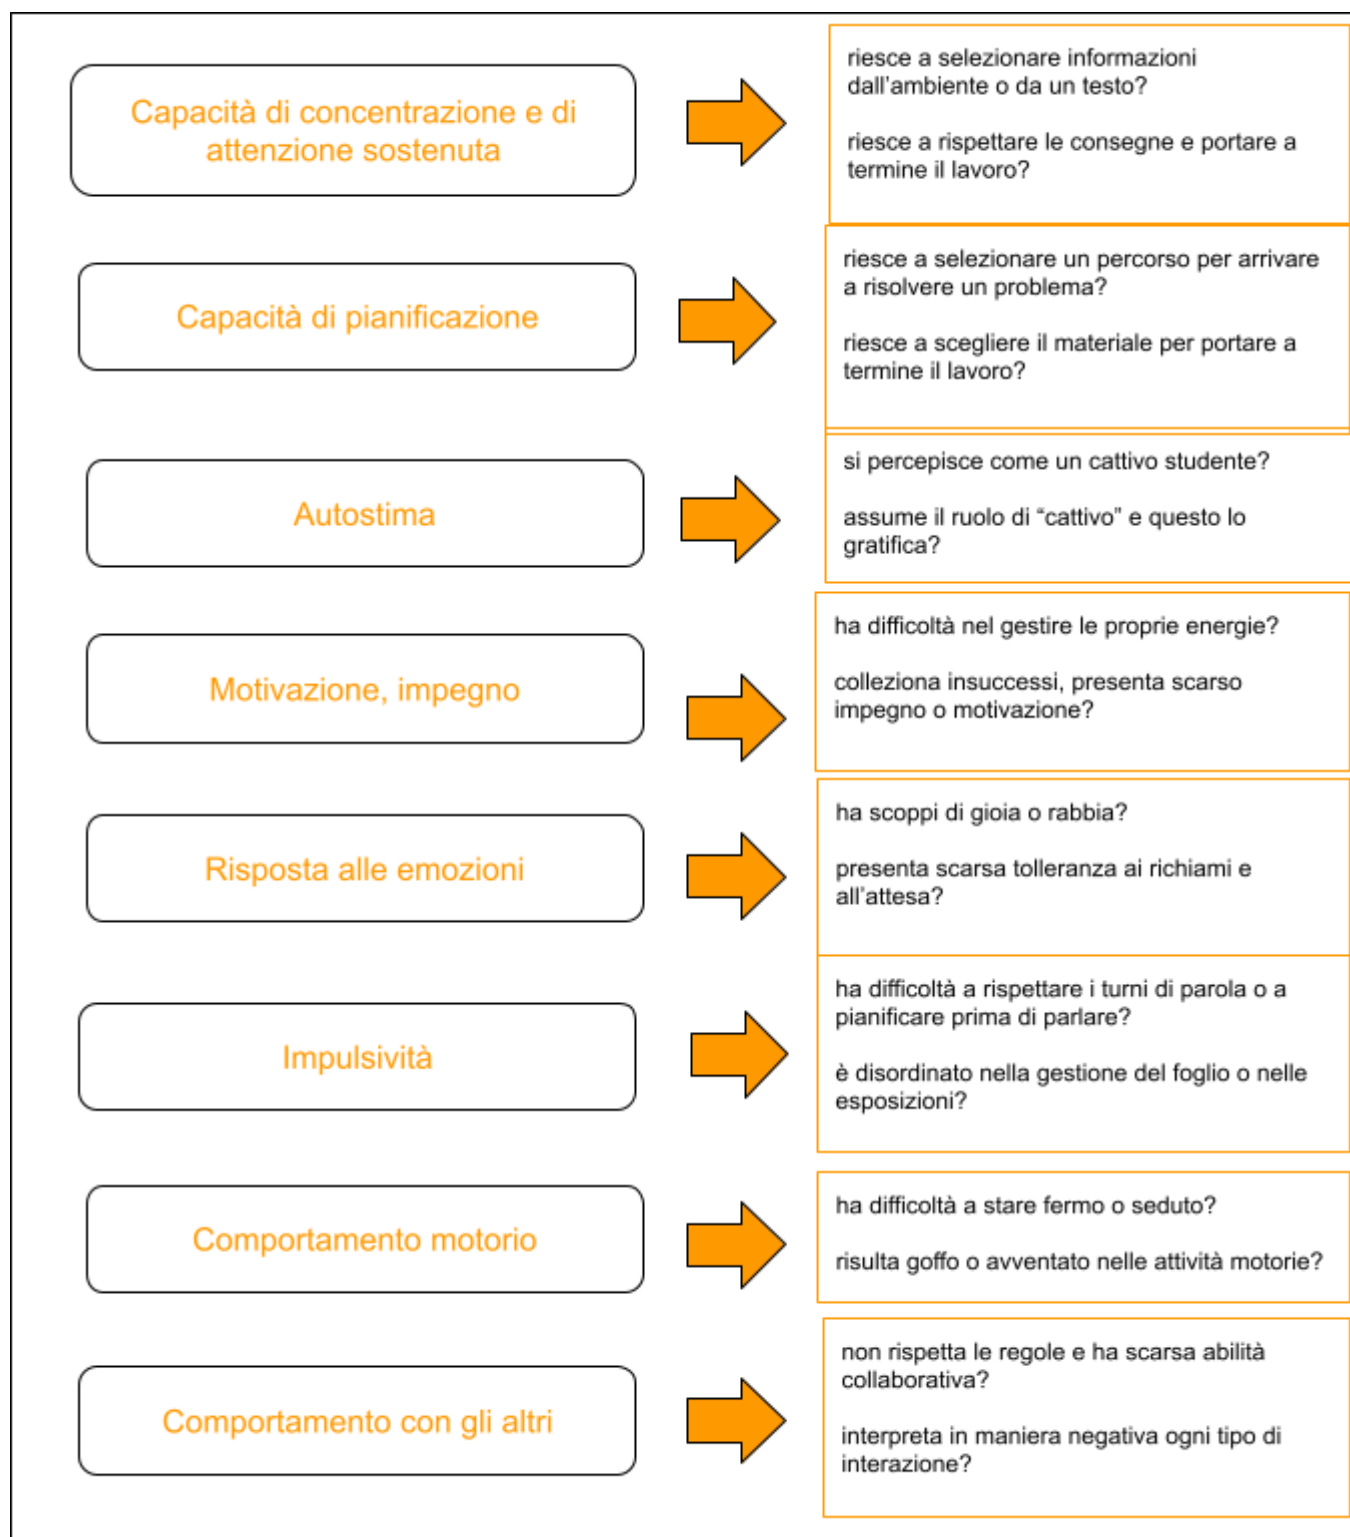 Capacità di concentrazione e di
attenzione sostenuta
riesce a selezionare informazioni
dall'ambiente o da un testo?
riesce a rispettare le consegne e portare a
termine il lavoro?
Capacità di pianificazione
riesce a selezionare un percorso per arrivare
a risolvere un problema?
riesce a scegliere il materiale per portare a
termine il lavoro?
Autostima
si percepisce come un cattivo studente?
assume il ruolo di “cattivo” e questo lo
gratifica?
Motivazione, impegno
ha difficoltà nel gestire le proprie energie?
colleziona insuccessi, presenta scarso
impegno o motivazione?
Risposta alle emozioni
ha scoppi di gioia o rabbia?
presenta scarsa tolleranza ai richiami e
all'attesa?
Impulsività
ha difficoltà a rispettare i turni di parola o a
pianificare prima di parlare?
è disordinato nella gestione del foglio o nelle
esposizioni?
Comportamento motorio
ha difficoltà a stare fermo o seduto?
risulta goffo o avventato nelle attività motorie?
Comportamento con gli altri
non rispetta le regole e ha scarsa abilità
collaborativa?
interpreta in maniera negativa ogni tipo di
interazione?